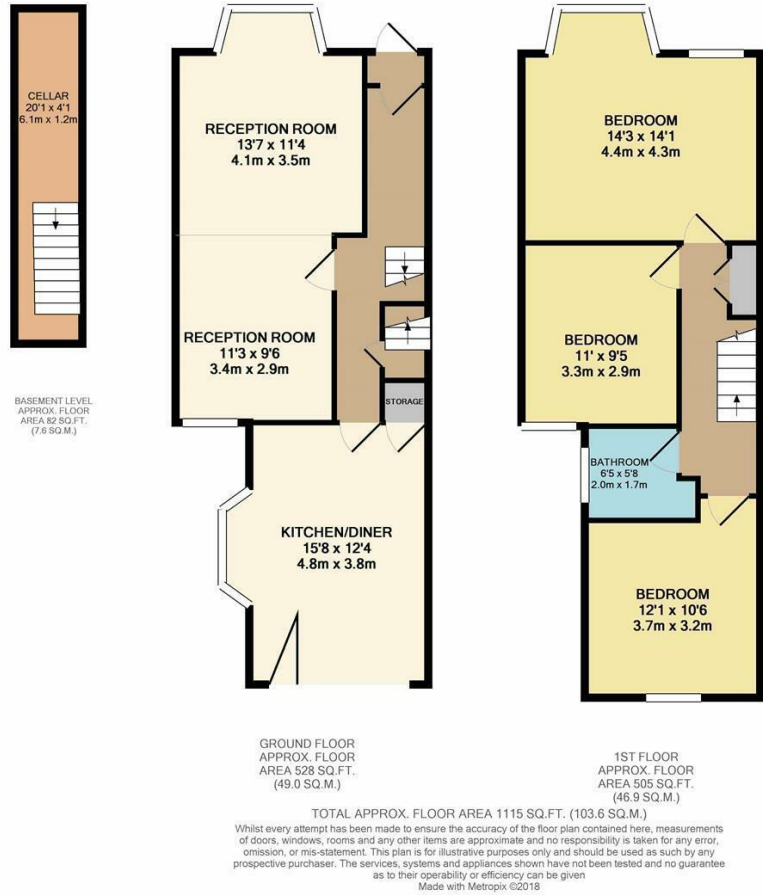 CELLAR
20'1 x 4'1
6.1m x 1.2m
BASEMENT LEVEL
APPROX. FLOOR
AREA 82 SQ.FT.
(7.6 SQ.M.)
RECEPTION ROOM
13'7 x 11'4
4.1m x 3.5m
RECEPTION ROOM
11'3 x 9'6
3.4m x 2.9m
STORAGE
KITCHEN/DINER
15'8 x 12'4
4.8m x 3.8m
GROUND FLOOR
APPROX. FLOOR
AREA 528 SQ.FT.
(49.0 SQ.M.)
BEDROOM
14'3 x 14'1
4.4m x 4.3m
BEDROOM
11' x 9'5
3.3m x 2.9m
BATHROOM
6'5 x 5'8
2.0m x 1.7m
BEDROOM
12'1 x 10'6
3.7m x 3.2m
1ST FLOOR
APPROX. FLOOR
AREA 505 SQ.FT.
(46.9 SQ.M.)
TOTAL APPROX. FLOOR AREA 1115 SQ.FT. (103.6 SQ.M.)
Whilst every attempt has been made to ensure the accuracy of the floor plan contained here, measurements
of doors, windows, rooms and any other items are approximate and no responsibility is taken for any error,
omission, or mis-statement. This plan is for illustrative purposes only and should be used as such by any
prospective purchaser. The services, systems and appliances shown have not been tested and no guarantee
as to their operability or efficiency can be given
Made with Metropix ©2018